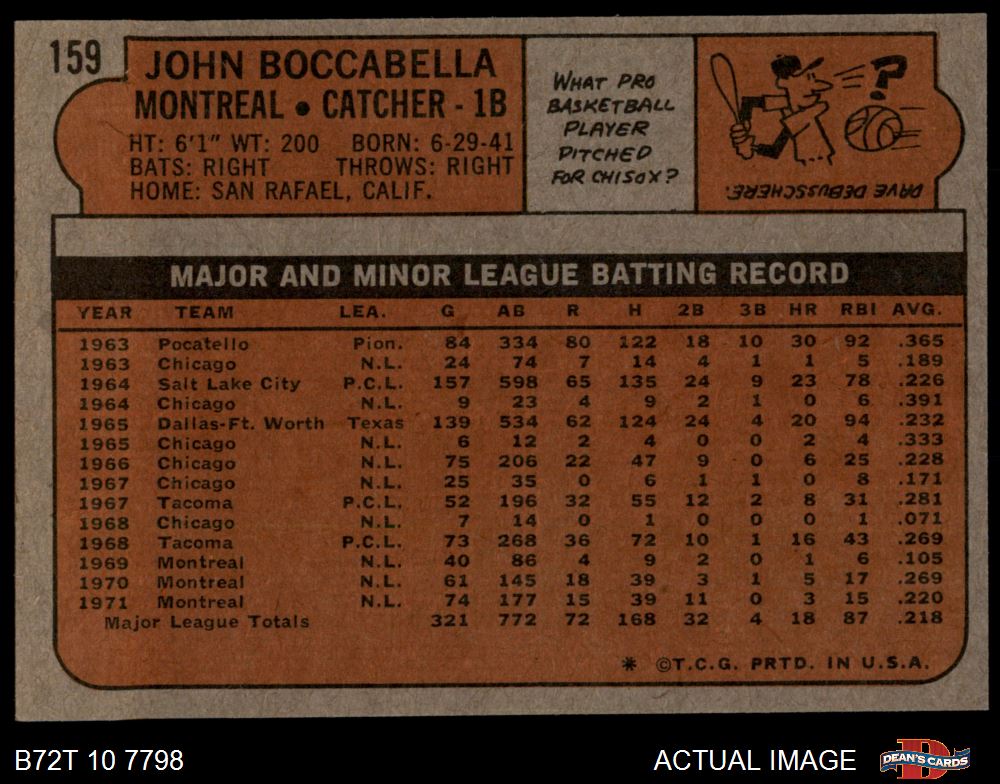 159
JOHN BOCCABELLA
MONTREAL • CATCHER - 1B
HT: 6'1" WT: 200 BORN: 6-29-41
BATS: RIGHT THROWS: RIGHT
HOME: SAN RAFAEL, CALIF.
WHAT PRO
BASKETBALL
PLAYER
PITCHED
FOR CHISOX?
?
DAVE DEBUSSCHERE.
MAJOR AND MINOR LEAGUE BATTING RECORD
YEAR TEAM LEA. G AB R H 2B 3B HR RBI AVG.
1963 Pocatello Pion. 84 334 80 122 18 10 30 92 .365
1963 Chicago N.L. 24 74 7 14 4 1 1 5 .189
1964 Salt Lake City P.C.L. 157 598 65 135 24 9 23 78 .226
1964 Chicago N.L. 9 23 4 9 2 1 0 6 .391
1965 Dallas-Ft. Worth Texas 139 534 62 124 24 4 20 94 .232
1965 Chicago N.L. 6 12 2 4 0 0 2 4 .333
1966 Chicago N.L. 75 206 22 47 9 0 6 25 .228
1967 Chicago N.L. 25 35 0 6 1 1 0 8 .171
1967 Tacoma P.C.L. 52 196 32 55 12 2 8 31 .281
1968 Chicago N.L. 7 14 0 1 0 0 0 1 .071
1968 Tacoma P.C.L. 73 268 36 72 10 1 16 43 .269
1969 Montreal N.L. 40 86 4 9 2 0 1 6 .105
1970 Montreal N.L. 61 145 18 39 3 1 5 17 .269
1971 Montreal N.L. 74 177 15 39 11 0 3 15 .220
Major League Totals 321 772 72 168 32 4 18 87 .218
* ©T.C.G. PRTD. IN U.S.A.
B72T 10 7798 ACTUAL IMAGE DEAN'S CARDS